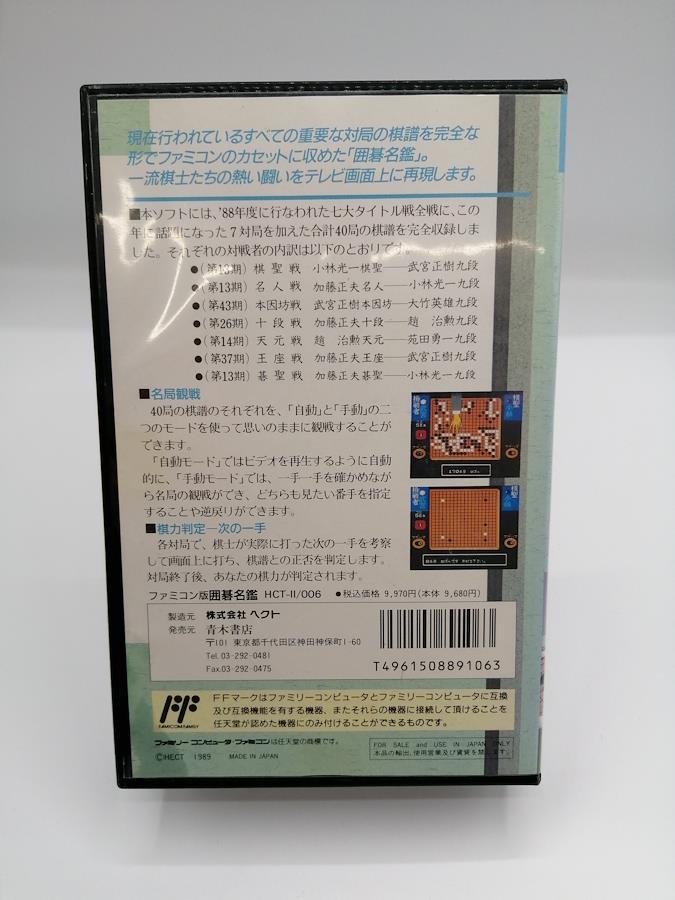 現在行われているすべての重要な対局の棋譜を完全な
形でファミコンのカセットに収めた「囲碁名鑑」。
一流棋士たちの熱い闘いをテレビ画面上に再現します。
■本ソフトには、'88年度に行なわれた七大タイトル戦全戦に、この
年に話題になった7対局を加えた合計40局の棋譜を完全収録しま
した。それぞれの対戦者の内訳は以下のとおりです。
●(第13期) 棋聖戦 小林光一棋聖——武宮正樹九段
●(第13期) 名人戦 加藤正夫名人——小林光一九段
●(第43期) 本因坊戦 武宮正樹本因坊—大竹英雄九段
●(第26期) 十段戦 加藤正夫十段——趙 治勲九段
●(第14期) 天元戦 趙 治勲天元——苑田勇一九段
●(第37期) 王座戦 加藤正夫王座——武宮正樹九段
●(第13期) 碁聖戦 加藤正夫碁聖——小林光一九段
■名局観戦
40局の棋譜のそれぞれを、「自動」と「手動」の二
つのモードを使って思いのままに観戦することが
できます。
「自動モード」ではビデオを再生するように自動
的に、「手動モード」では、一手一手を確かめなが
ら名局の観戦ができ、どちらも見たい番手を指定
することや逆戻りができます。
■棋力判定—次の一手
各対局で、棋士が実際に打った次の一手を考察
して画面上に打ち、棋譜との正否を判定します。
対局終了後、あなたの棋力が判定されます。
挑戦者
棋聖
挑戦者
棋聖
ファミコン版囲碁名鑑 HCT-II/006 ●税込価格 9,970円(本体 9,680円)
製造元 株式会社 ヘクト
発売元 青木書店
〒101 東京都千代田区神田神保町1-60
Tel. 03-292-0481
Fax.03-292-0475
T4961508891063
FF
FAMICOM FAMILY
FFマークはファミリーコンピュータとファミリーコンピュータに互換
及び互換機能を有する機器、またそれらの機器に接続して頂けることを
任天堂が認めた機器にのみ付けることができるものです。
ファミリーコンピュータ・ファミコンは任天堂の商標です。
©HECT 1989 MADE IN JAPAN
FOR SALE and USE IN JAPAN ONLY
本品の輸出、使用営業及び賃貸を禁ず。